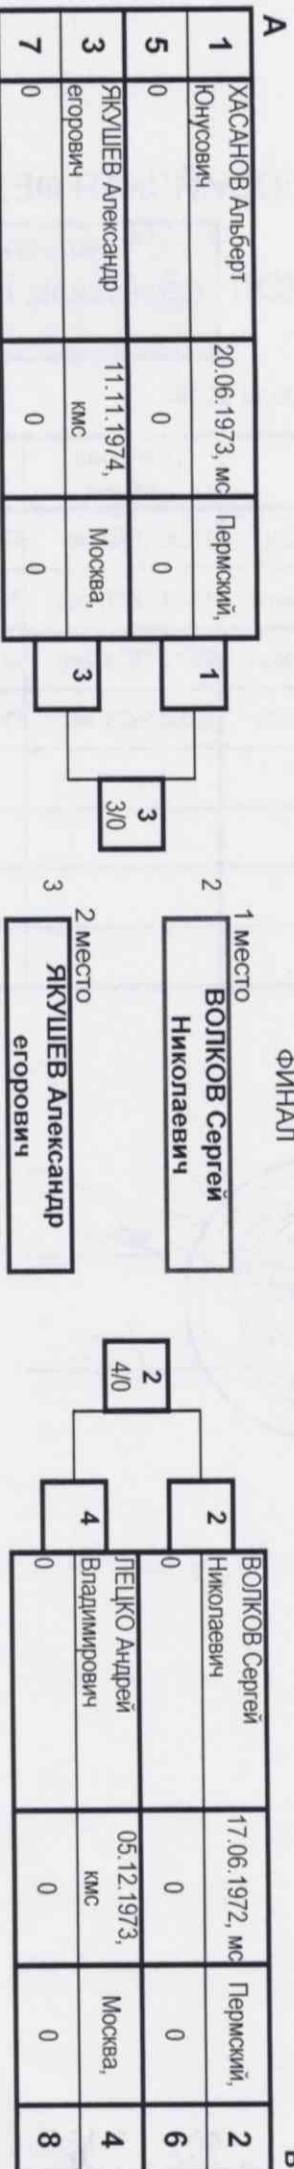 А
1 ХАСАНОВ Альберт Юнусович 20.06.1973, мс Пермский,
5 0 0 0
3 ЯКУШЕВ Александр егорович 11.11.1974, кмс Москва,
7 0 0 0
1
3
3
3/0
ФИНАЛ
1 место
2 ВОЛКОВ Сергей
Николаевич
2 место
3 ЯКУШЕВ Александр
егорович
2
4/0
2
4
ВОЛКОВ Сергей Николаевич 17.06.1972, мс Пермский, 2
0 0 0 6
ЛЕЦКО Андрей Владимирович 05.12.1973, кмс Москва, 4
0 0 0 8